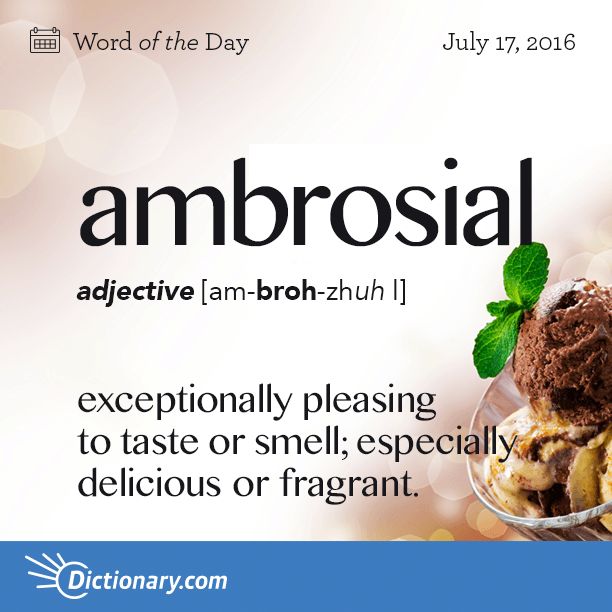 Word of the Day
July 17, 2016
ambrosial
adjective [am-broh-zhuh l]
exceptionally pleasing
to taste or smell; especially
delicious or fragrant.
Dictionary.com